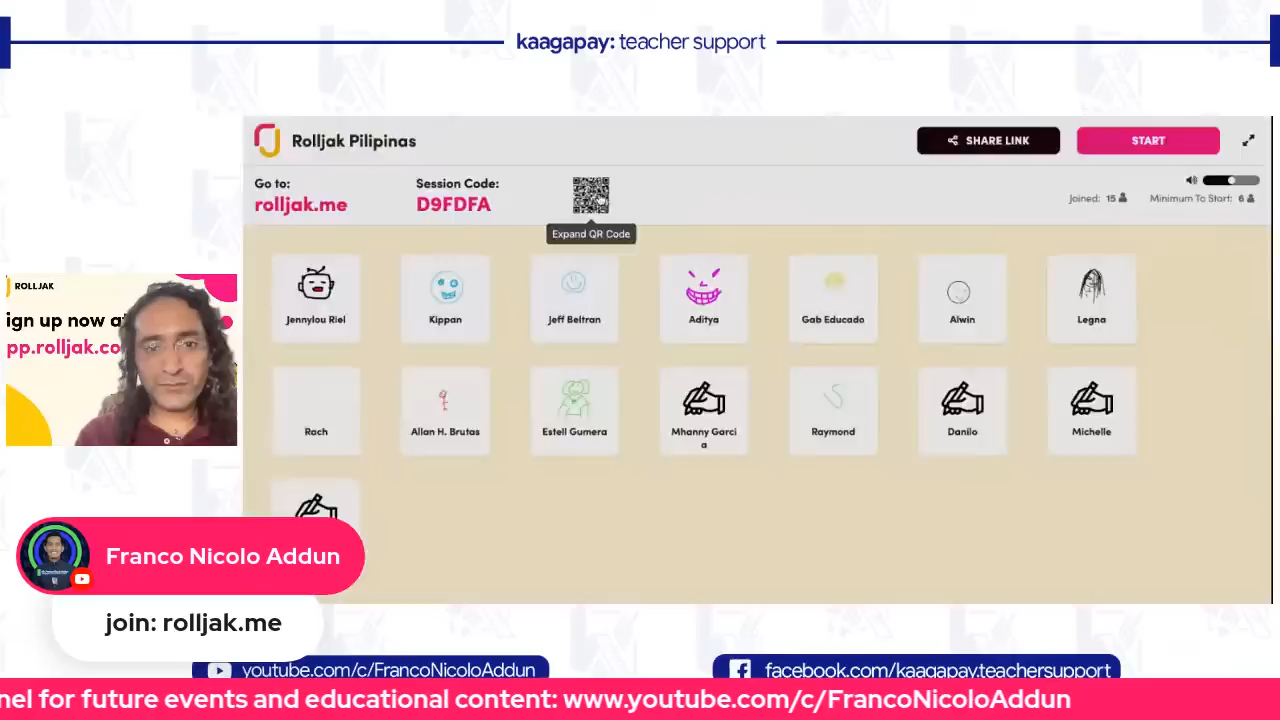 kaagapay: teacher support
Rolljak Pilipinas
SHARE LINK
START
Go to:
rolljak.me
Session Code:
D9FDFA
Expand QR Code
Joined: 15
Minimum To Start: 6
Jennylou Riel
Kippan
Jeff Beltran
Aditya
Gab Educado
Alwin
Legna
Rach
Allan H. Brutas
Estell Gumera
Mhanny Garci
a
Raymond
Danilo
Michelle
ROLLJAK
ign up now a
pp.rolljak.co
Franco Nicolo Addun
join: rolljak.me
youtube.com/c/FrancoNicoloAddun
facebook.com/kaagapay.teachersupport
nel for future events and educational content: www.youtube.com/c/FrancoNicoloAddun